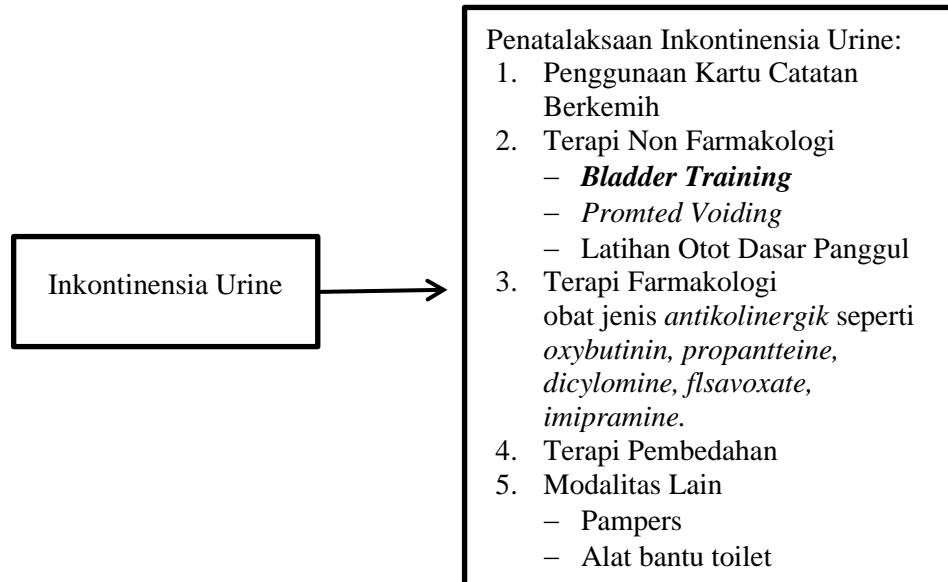 Penatalaksaan Inkontinensia Urine:
1. Penggunaan Kartu Catatan
Berkemih
2. Terapi Non Farmakologi
– Bladder Training
– Promted Voiding
– Latihan Otot Dasar Panggul
3. Terapi Farmakologi
obat jenis antikolinergik seperti
oxybutinin, propantteine,
dicylomine, flsavoxate,
imipramine.
4. Terapi Pembedahan
5. Modalitas Lain
– Pampers
– Alat bantu toilet
Inkontinensia Urine